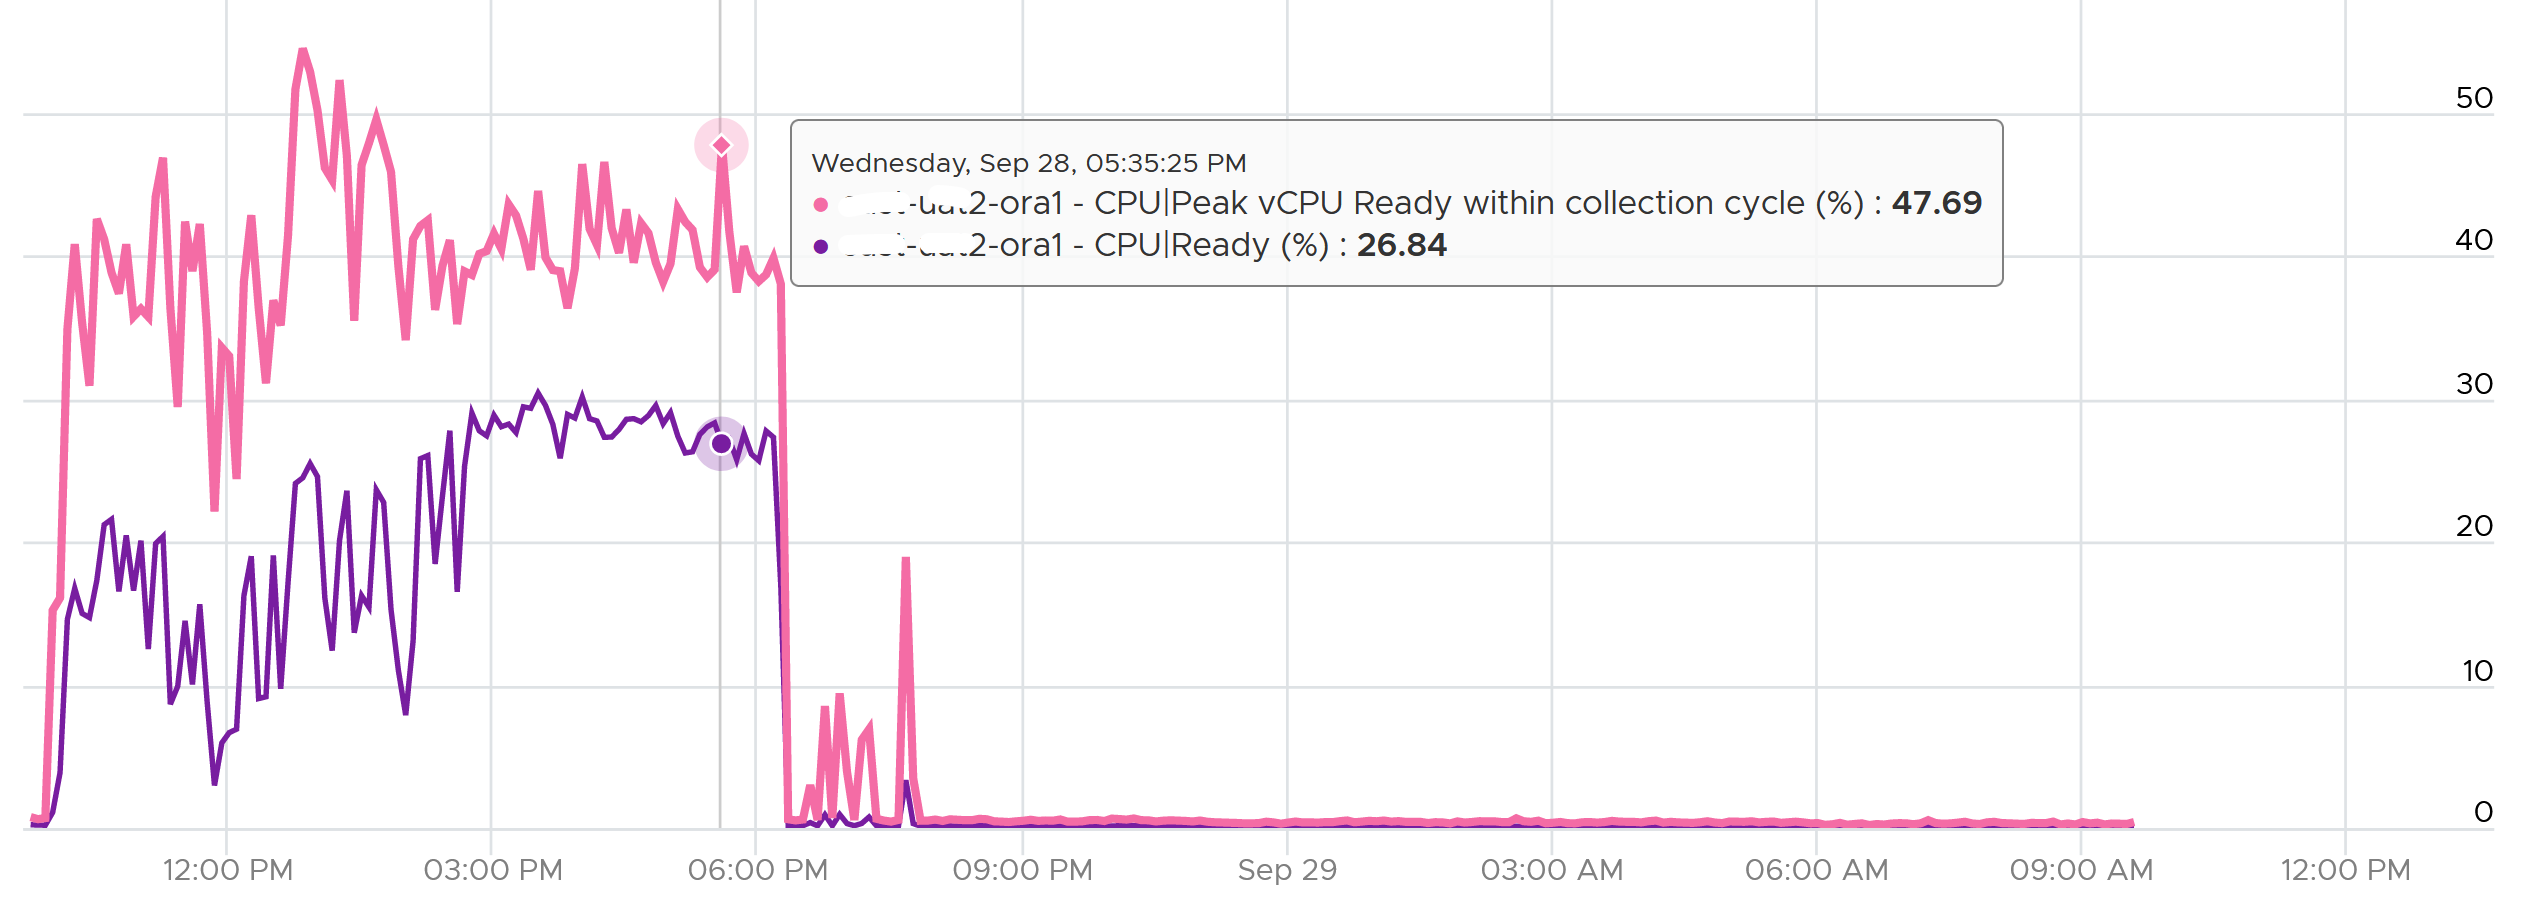 50
Wednesday, Sep 28, 05:35:25 PM
2-ora1 - CPU|Peak vCPU Ready within collection cycle (%) : 47.69
2-ora1 - CPU|Ready (%) : 26.84
40
30
20
10
0
12:00 PM 03:00 PM 06:00 PM 09:00 PM Sep 29 03:00 AM 06:00 AM 09:00 AM 12:00 PM